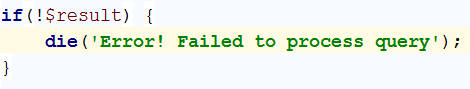 if(!$result) {
    die('Error! Failed to process query');
}